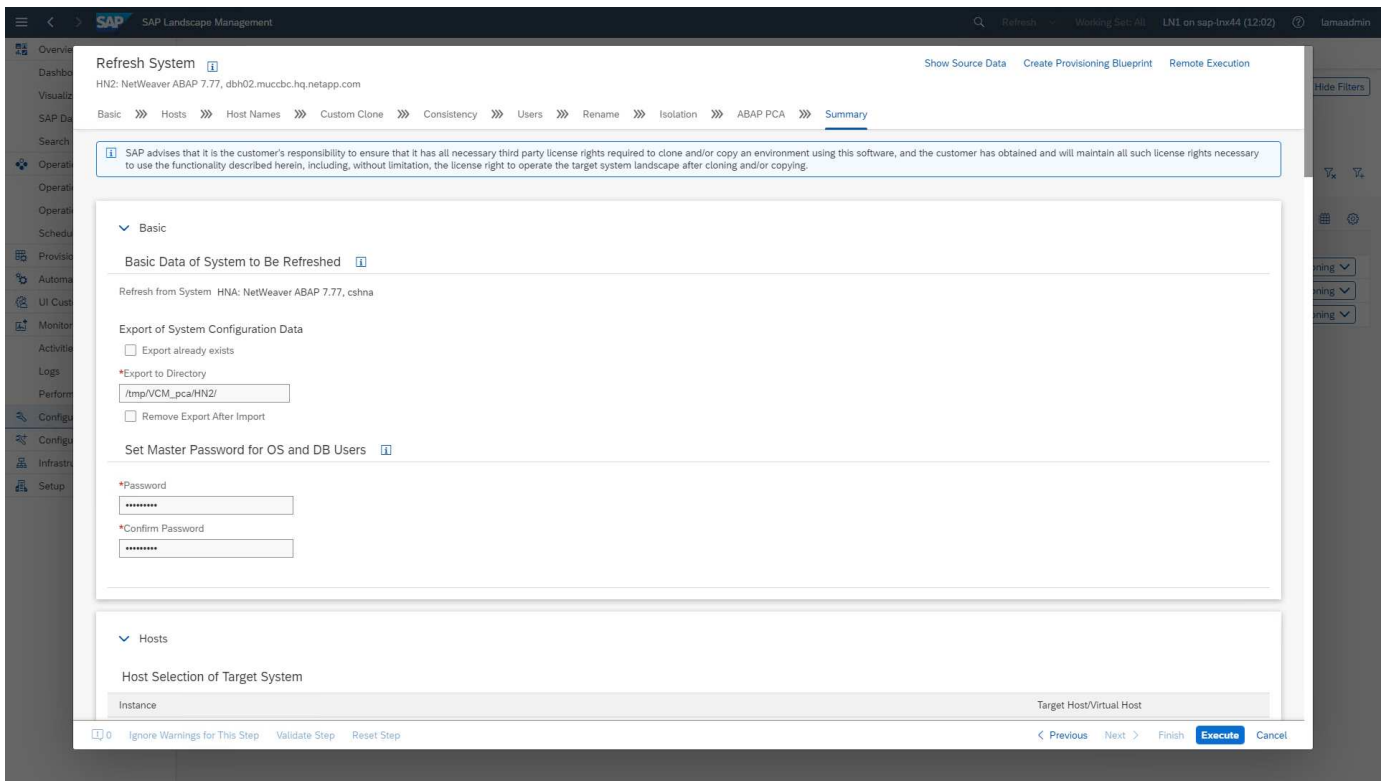 SAP SAP Landscape Management Refresh Working Set: All LN1 on sap-lnx44 (12:02) lamaadmin
Refresh System
Show Source Data Create Provisioning Blueprint Remote Execution
HN2: NetWeaver ABAP 7.77, dbh02.muccbc.hq.netapp.com
Hide Filters
Basic Hosts Host Names Custom Clone Consistency Users Rename Isolation ABAP PCA Summary
SAP advises that it is the customer's responsibility to ensure that it has all necessary third party license rights required to clone and/or copy an environment using this software, and the customer has obtained and will maintain all such license rights necessary
to use the functionality described herein, including, without limitation, the license right to operate the target system landscape after cloning and/or copying.
Overvie
Dashbo
Visualiz
SAP Da
Search
Operati
Operati
Operati
Schedu
Provisio
Automa
UI Cust
Monitor
Activitie
Logs
Perform
Configu
Configu
Infrastru
Setup
Basic
Basic Data of System to Be Refreshed
Refresh from System HNA: NetWeaver ABAP 7.77, cshna
Export of System Configuration Data
Export already exists
*Export to Directory
/tmp/VCM_pca/HN2/
Remove Export After Import
Set Master Password for OS and DB Users
*Password
•••••••••
*Confirm Password
•••••••••
oning
oning
oning
Hosts
Host Selection of Target System
Instance Target Host/Virtual Host
0 Ignore Warnings for This Step Validate Step Reset Step < Previous Next > Finish Execute Cancel